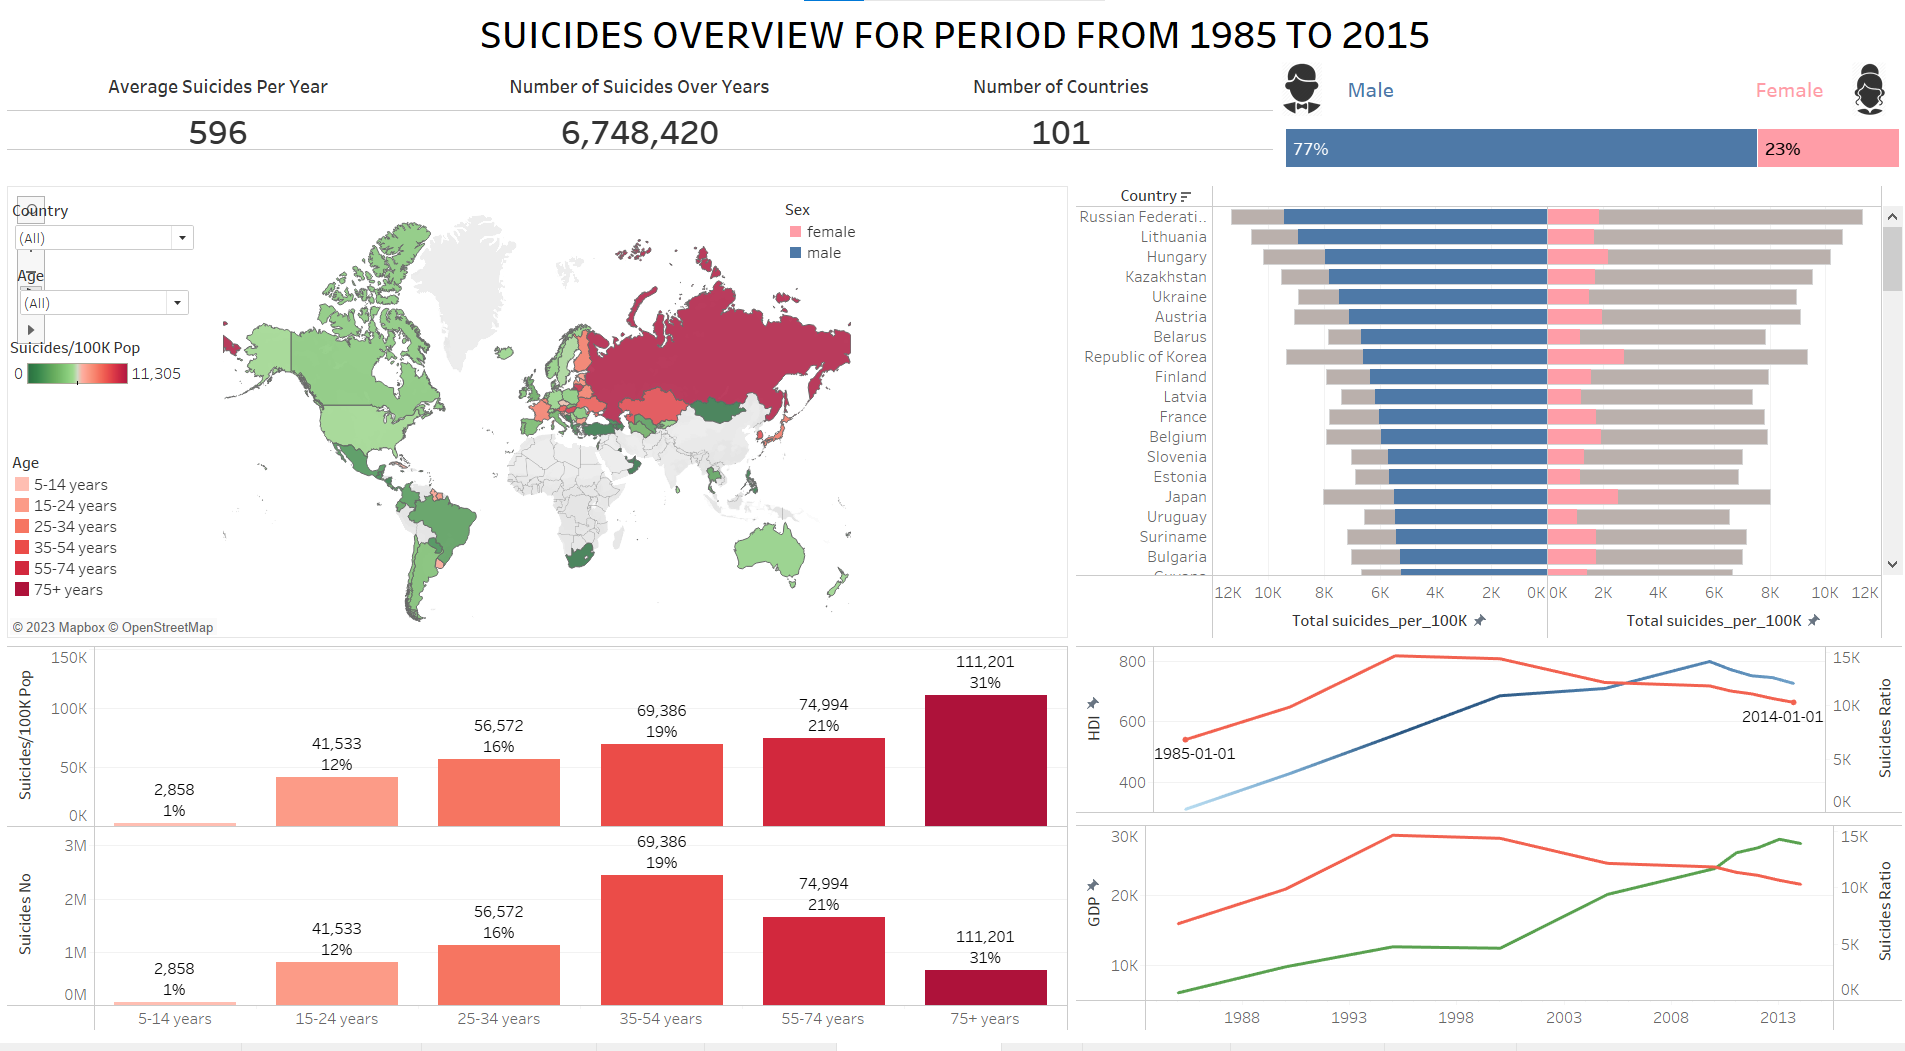 SUICIDES OVERVIEW FOR PERIOD FROM 1985 TO 2015
Average Suicides Per Year
596
Number of Suicides Over Years
6,748,420
Number of Countries
101
Male
Female
77%
23%
Country
(All)
Age
(All)
Suicides/100K Pop
0
11,305
Age
5-14 years
15-24 years
25-34 years
35-54 years
55-74 years
75+ years
© 2023 Mapbox © OpenStreetMap
Sex
female
male
Country
Russian Federati..
Lithuania
Hungary
Kazakhstan
Ukraine
Austria
Belarus
Republic of Korea
Finland
Latvia
France
Belgium
Slovenia
Estonia
Japan
Uruguay
Suriname
Bulgaria
12K 10K 8K 6K 4K 2K 0K
0K 2K 4K 6K 8K 10K 12K
Total suicides_per_100K
Total suicides_per_100K
Suicides/100K Pop
150K
100K
50K
0K
2,858
1%
41,533
12%
56,572
16%
69,386
19%
74,994
21%
111,201
31%
Suicides No
3M
2M
1M
0M
2,858
1%
41,533
12%
56,572
16%
69,386
19%
74,994
21%
111,201
31%
5-14 years
15-24 years
25-34 years
35-54 years
55-74 years
75+ years
HDI
800
600
400
1985-01-01
2014-01-01
15K
10K
5K
0K
Suicides Ratio
GDP
30K
20K
10K
15K
10K
5K
0K
Suicides Ratio
1988
1993
1998
2003
2008
2013